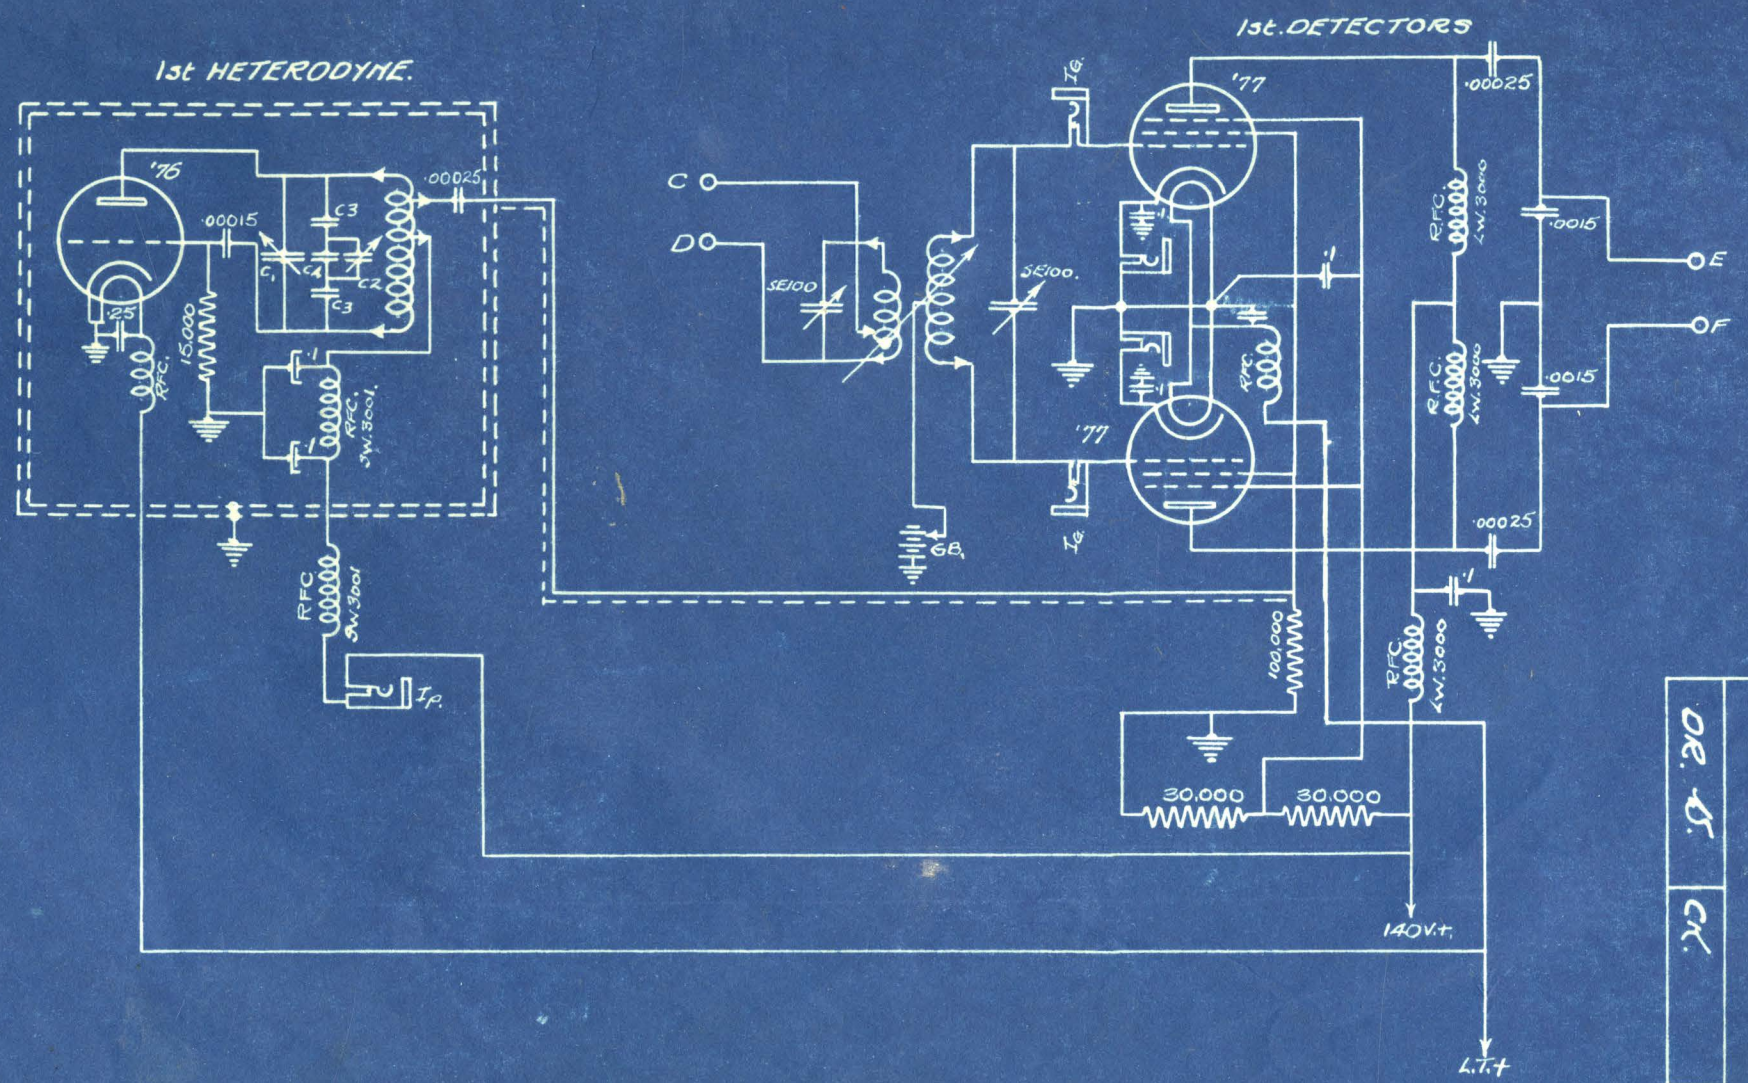 1st HETERODYNE.
1st. DETECTORS
'76
.00015
C3
C1
C4
C2
C3
.00025
.25
RFC.
15.000
.1
RFC.
SW.3001.
.1
RFC
SW3001
Ip.
C
D
SE100
SE100.
GB.
IG.
'77
.1
.1
.1
RFC.
'77
IG.
.00025
R.F.C.
LW.3000
.0015
E
F
R.F.C.
LW.3000
.0015
.00025
.1
RFC.
LW.3000
100,000
30,000
30,000
140V.+.
L.T.+
DR.
CK.